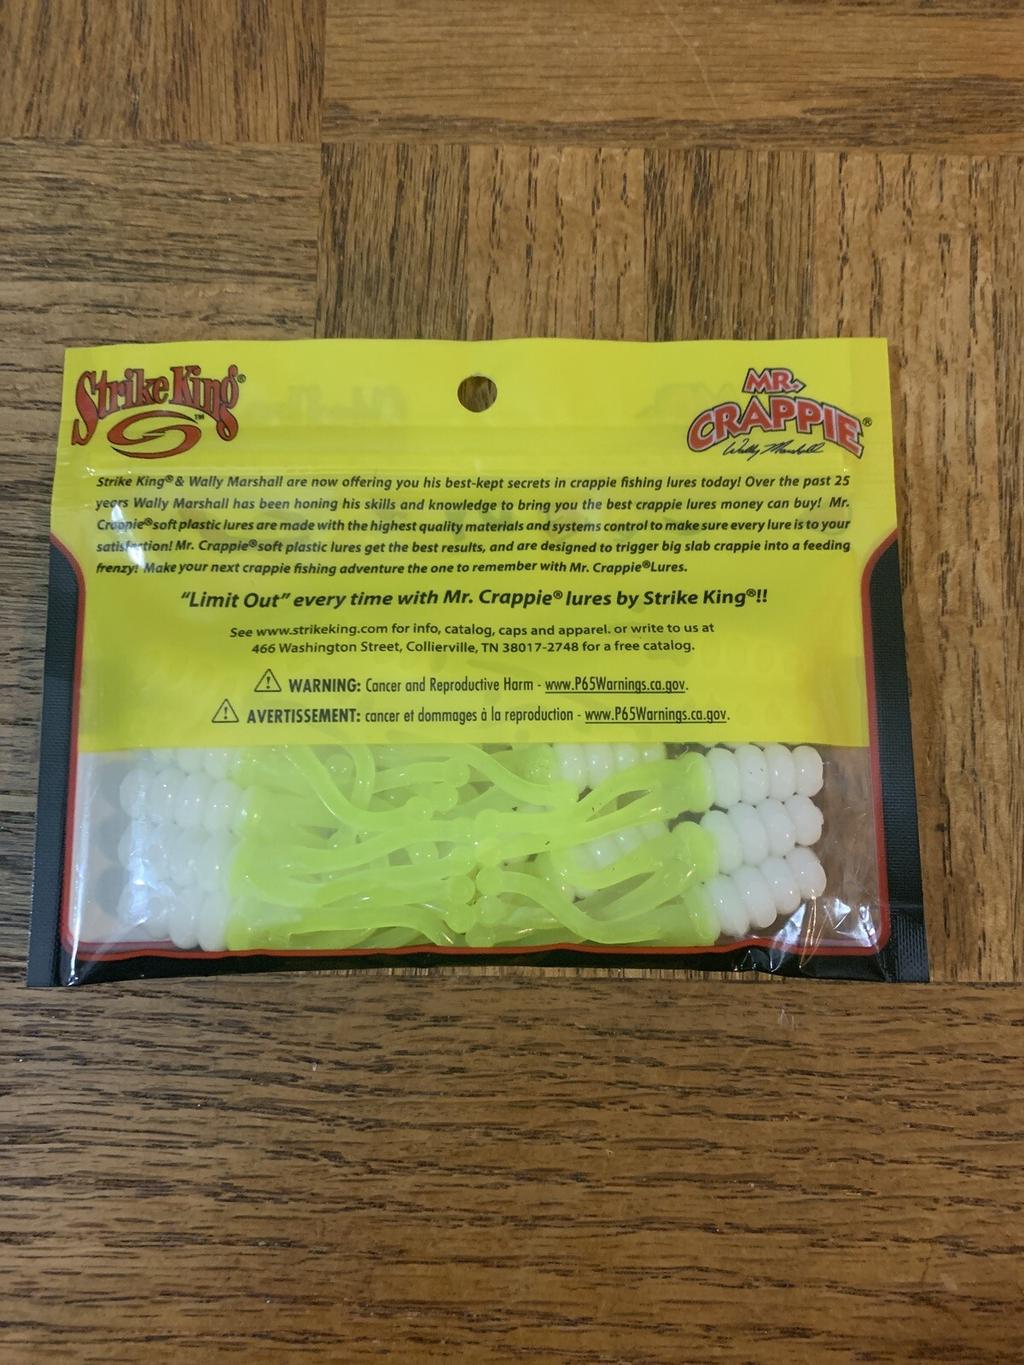 Strike King®
™
MR.
CRAPPIE®
Wally Marshall
Strike King® & Wally Marshall are now offering you his best-kept secrets in crappie fishing lures today! Over the past 25
years Wally Marshall has been honing his skills and knowledge to bring you the best crappie lures money can buy! Mr.
Crappie® soft plastic lures are made with the highest quality materials and systems control to make sure every lure is to your
satisfaction! Mr. Crappie® soft plastic lures get the best results, and are designed to trigger big slab crappie into a feeding
frenzy! Make your next crappie fishing adventure the one to remember with Mr. Crappie® Lures.
"Limit Out" every time with Mr. Crappie® lures by Strike King®!!
See www.strikeking.com for info, catalog, caps and apparel. or write to us at
466 Washington Street, Collierville, TN 38017-2748 for a free catalog.
WARNING: Cancer and Reproductive Harm - www.P65Warnings.ca.gov.
AVERTISSEMENT: cancer et dommages à la reproduction - www.P65Warnings.ca.gov.